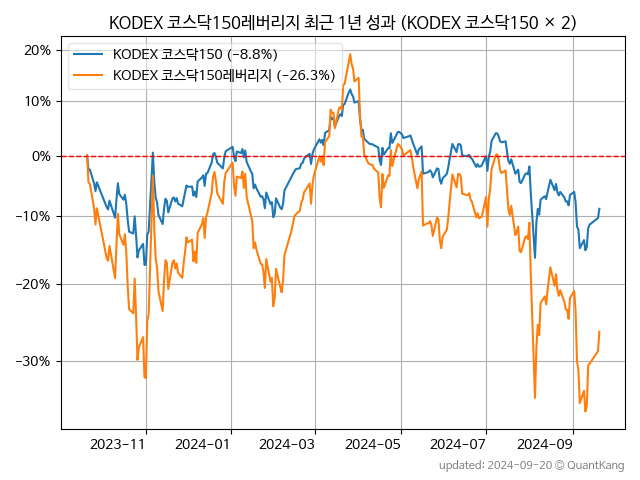 KODEX 코스닥150레버리지 최근 1년 성과 (KODEX 코스닥150 × 2)
KODEX 코스닥150 (−8.8%)
KODEX 코스닥150레버리지 (−26.3%)
20%
10%
0%
−10%
−20%
−30%
2023-11 2024-01 2024-03 2024-05 2024-07 2024-09
updated: 2024-09-20 © QuantKang